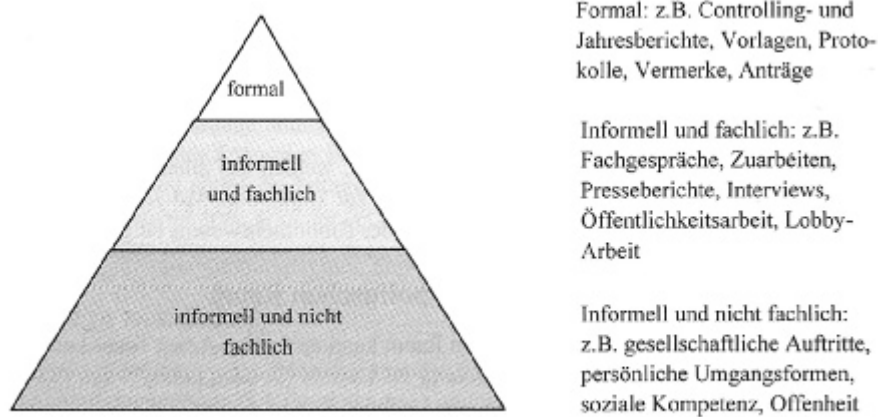 formal
informell
und fachlich
informell und nicht
fachlich
Formal: z.B. Controlling- und
Jahresberichte, Vorlagen, Proto-
kolle, Vermerke, Anträge
Informell und fachlich: z.B.
Fachgespräche, Zuarbeiten,
Presseberichte, Interviews,
Öffentlichkeitsarbeit, Lobby-
Arbeit
Informell und nicht fachlich:
z.B. gesellschaftliche Auftritte,
persönliche Umgangsformen,
soziale Kompetenz, Offenheit